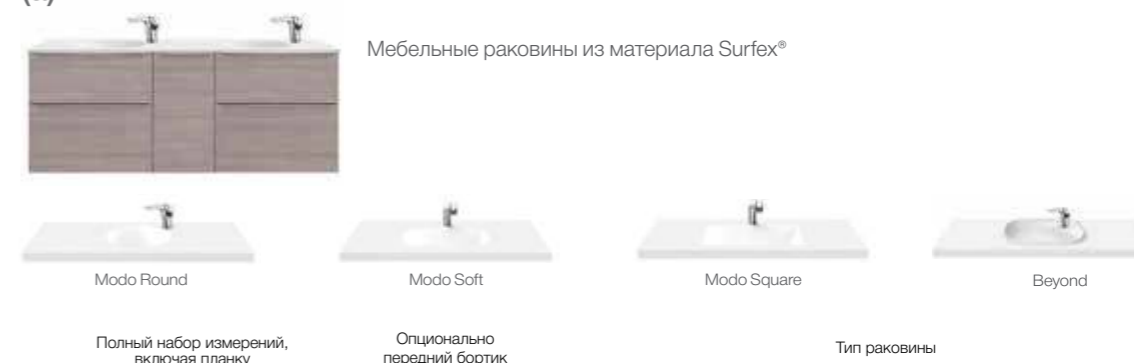 Мебельные раковины из материала Surfex®
Modo Round
Modo Soft
Modo Square
Beyond
Полный набор измерений,
включая планку
Опционально
передний бортик
Тип раковины